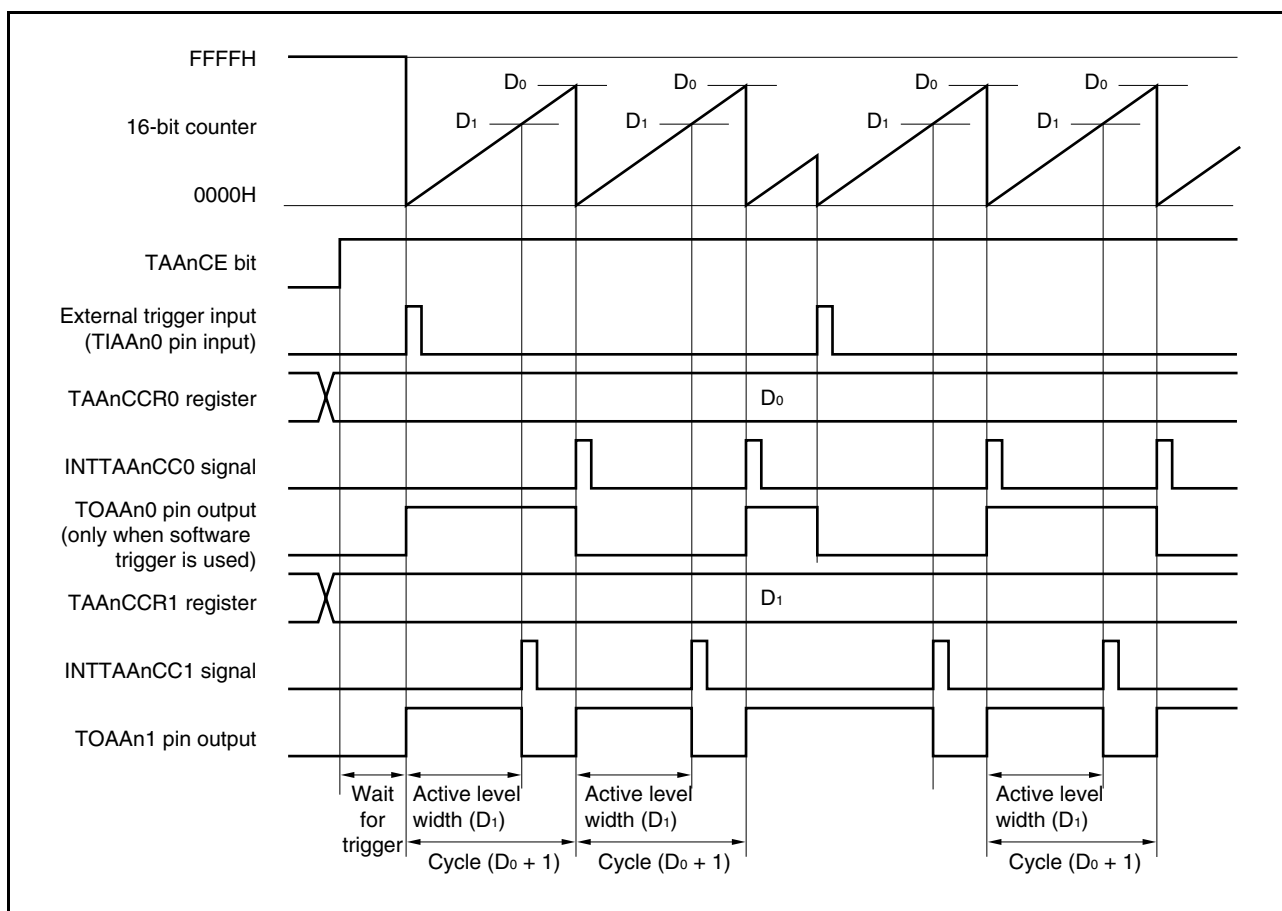 FFFFH
D0
D0
D0
D0
16-bit counter
D1
D1
D1
D1
0000H
TAAnCE bit
External trigger input
(TIAAn0 pin input)
TAAnCCR0 register
D0
INTTAAnCC0 signal
TOAAn0 pin output
(only when software
trigger is used)
TAAnCCR1 register
D1
INTTAAnCC1 signal
TOAAn1 pin output
Wait
for
trigger
Active level
width (D1)
Active level
width (D1)
Active level
width (D1)
Cycle (D0 + 1)
Cycle (D0 + 1)
Cycle (D0 + 1)